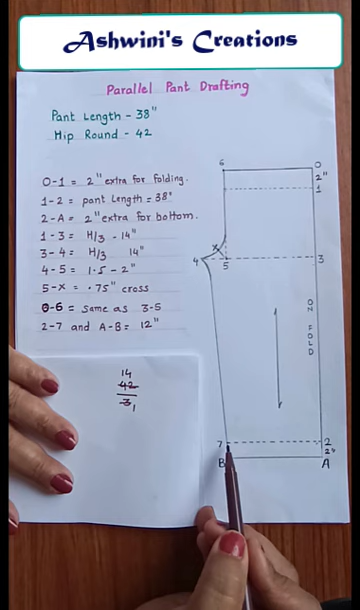 Ashwini's Creations
Parallel Pant Drafting
Pant Length - 38"
Hip Round - 42
0-1 = 2" extra for folding.
1-2 = pant Length = 38"
2-A = 2" extra for bottom.
1-3 = H/3 - 14"
3-4 = H/3 14"
4-5 = 1.5 - 2"
5-x = .75" cross
0-6 = same as 3-5
2-7 and A-B = 12"
14
42
3
1
6
0
2"
1
x
4
5
3
ON FOLD
7
2
2"
B
A